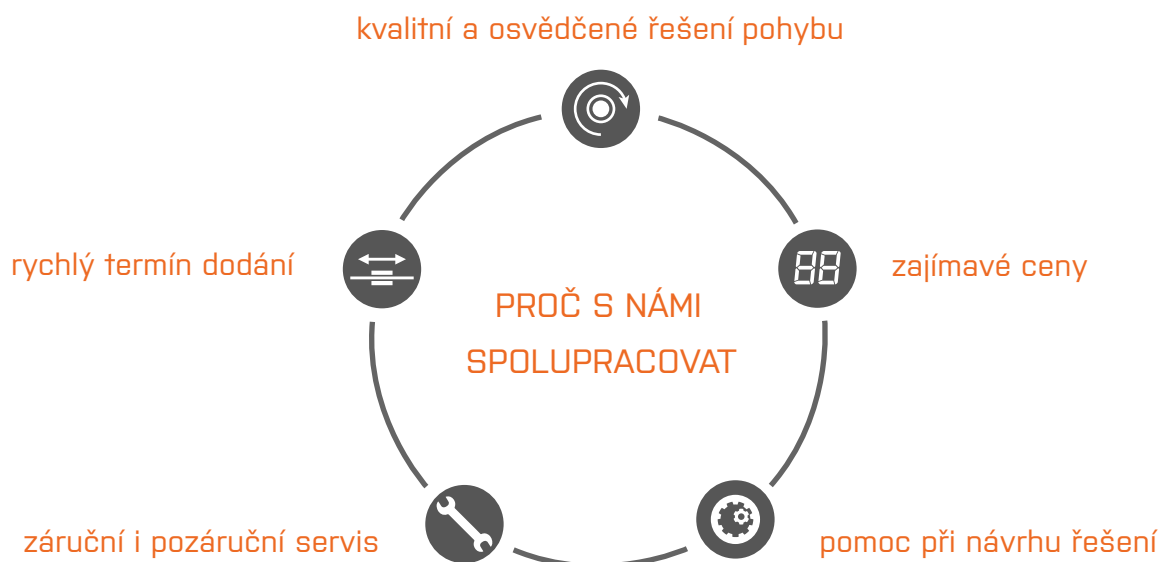 kvalitní a osvědčené řešení pohybu
rychlý termín dodání
88
zajímavé ceny
PROČ S NÁMI
SPOLUPRACOVAT
záruční i pozáruční servis
pomoc při návrhu řešení